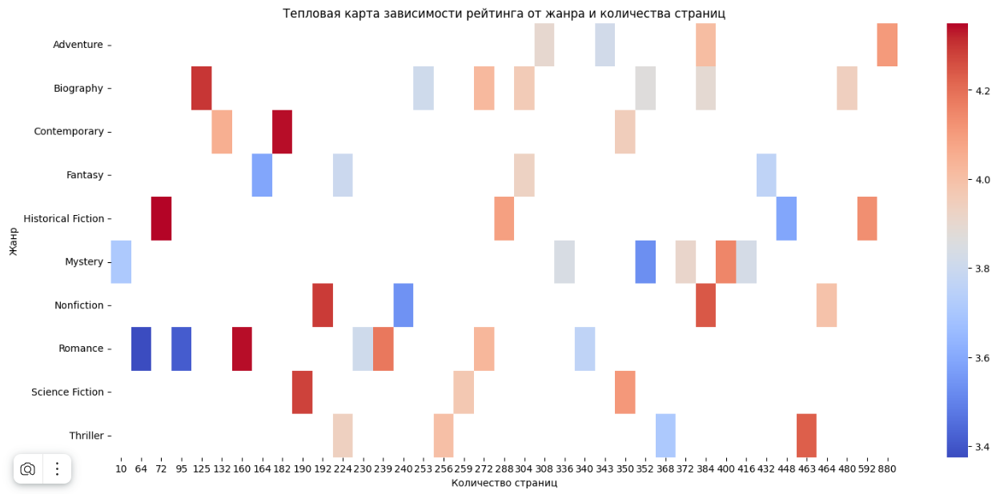 Тепловая карта зависимости рейтинга от жанра и количества страниц
Жанр
Adventure
Biography
Contemporary
Fantasy
Historical Fiction
Mystery
Nonfiction
Romance
Science Fiction
Thriller
10 64 72 95 125 132 160 164 182 190 192 224 230 239 240 253 256 259 272 288 304 308 336 340 343 350 352 368 372 384 400 416 432 448 463 464 480 592 880
Количество страниц
4.2
4.0
3.8
3.6
3.4